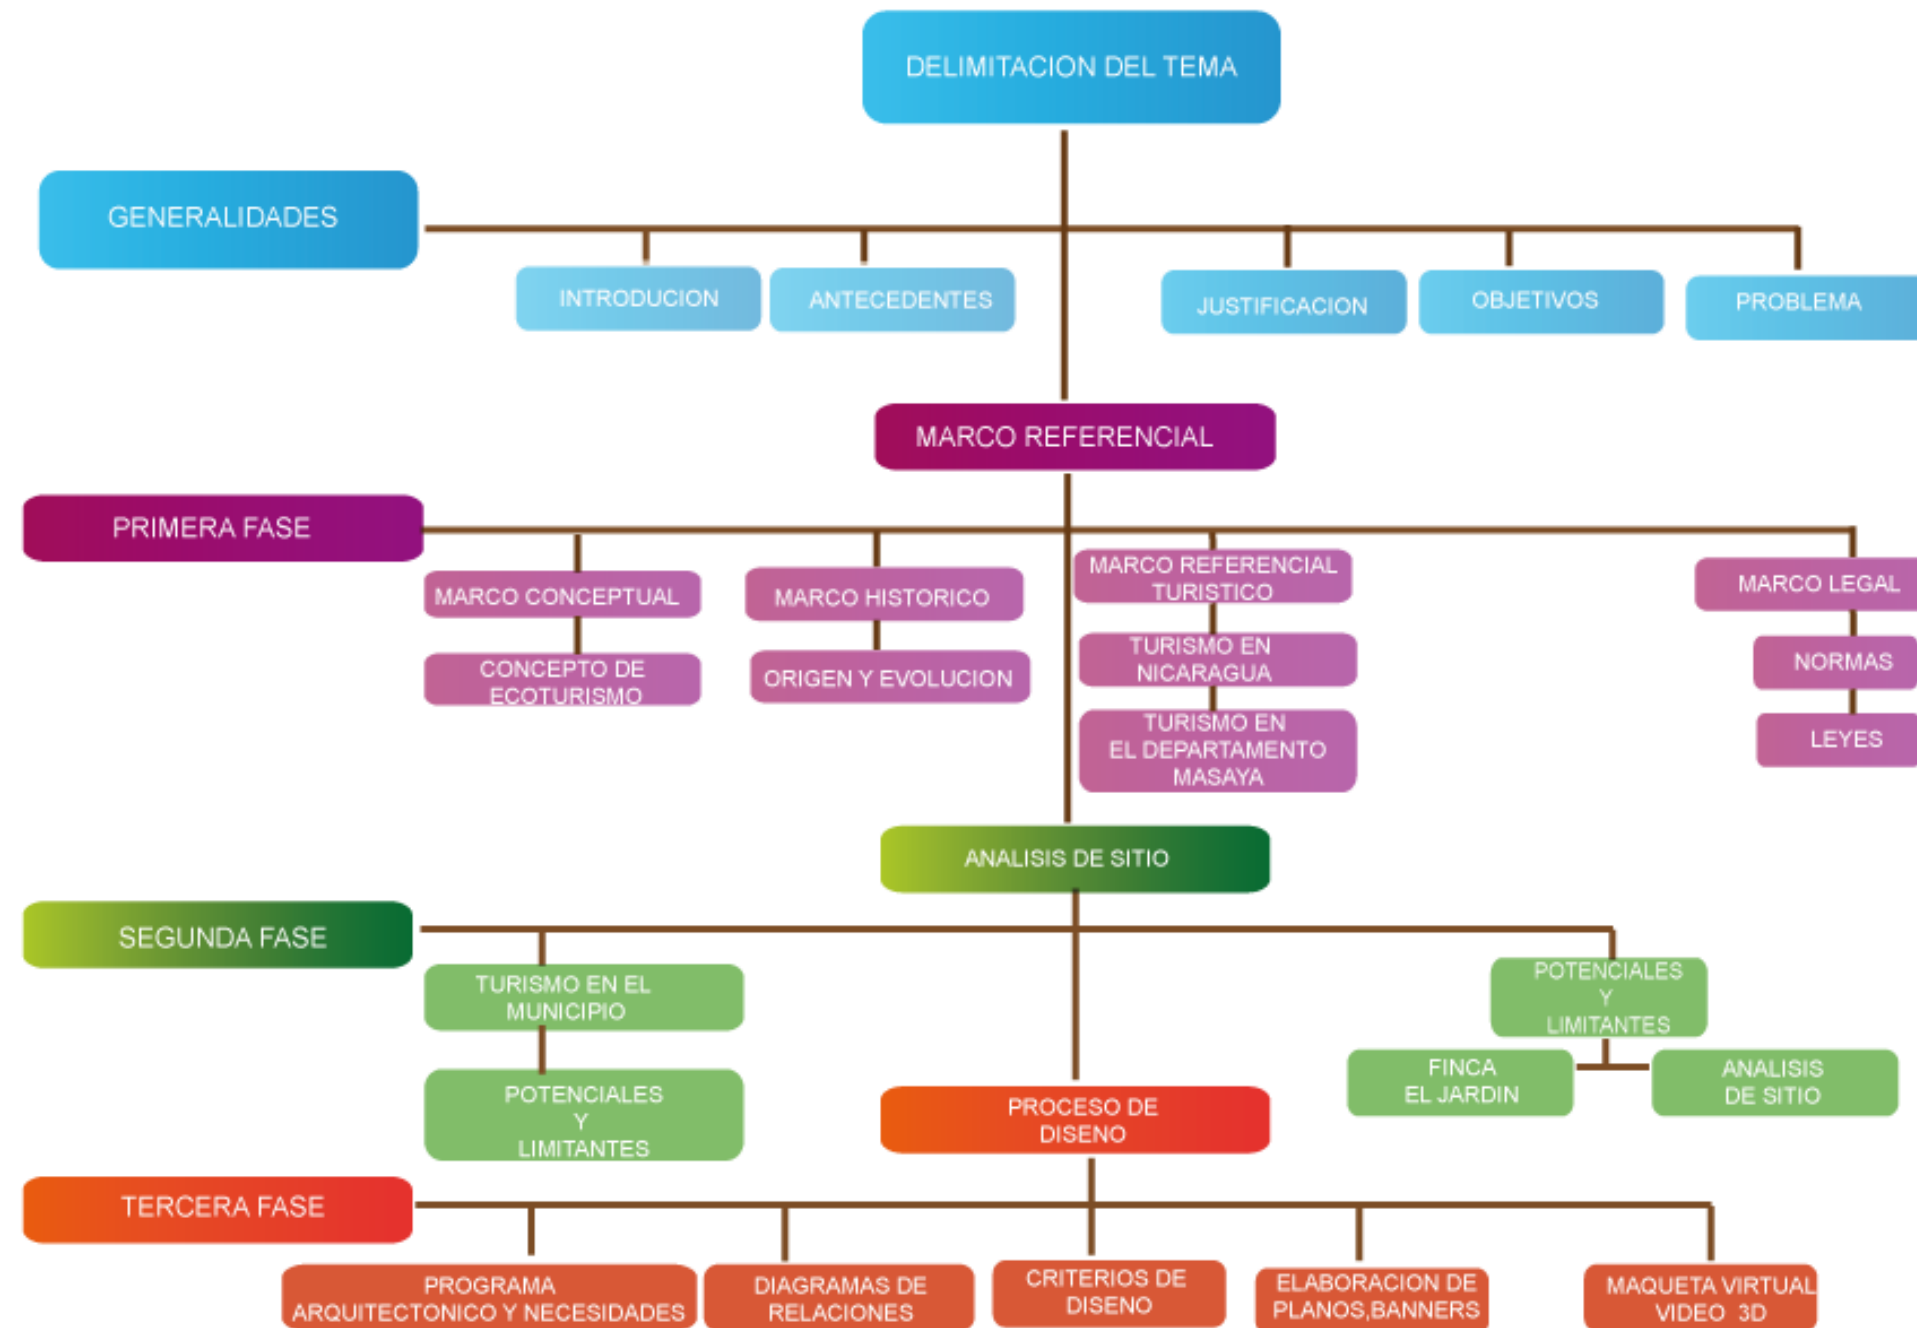 DELIMITACION DEL TEMA
GENERALIDADES
INTRODUCION
ANTECEDENTES
JUSTIFICACION
OBJETIVOS
PROBLEMA
MARCO REFERENCIAL
PRIMERA FASE
MARCO CONCEPTUAL
CONCEPTO DE
ECOTURISMO
MARCO HISTORICO
ORIGEN Y EVOLUCION
MARCO REFERENCIAL
TURISTICO
TURISMO EN
NICARAGUA
TURISMO EN
EL DEPARTAMENTO
MASAYA
MARCO LEGAL
NORMAS
LEYES
ANALISIS DE SITIO
SEGUNDA FASE
TURISMO EN EL
MUNICIPIO
POTENCIALES
Y
LIMITANTES
POTENCIALES
Y
LIMITANTES
FINCA
EL JARDIN
ANALISIS
DE SITIO
PROCESO DE
DISENO
TERCERA FASE
PROGRAMA
ARQUITECTONICO Y NECESIDADES
DIAGRAMAS DE
RELACIONES
CRITERIOS DE
DISENO
ELABORACION DE
PLANOS,BANNERS
MAQUETA VIRTUAL
VIDEO 3D